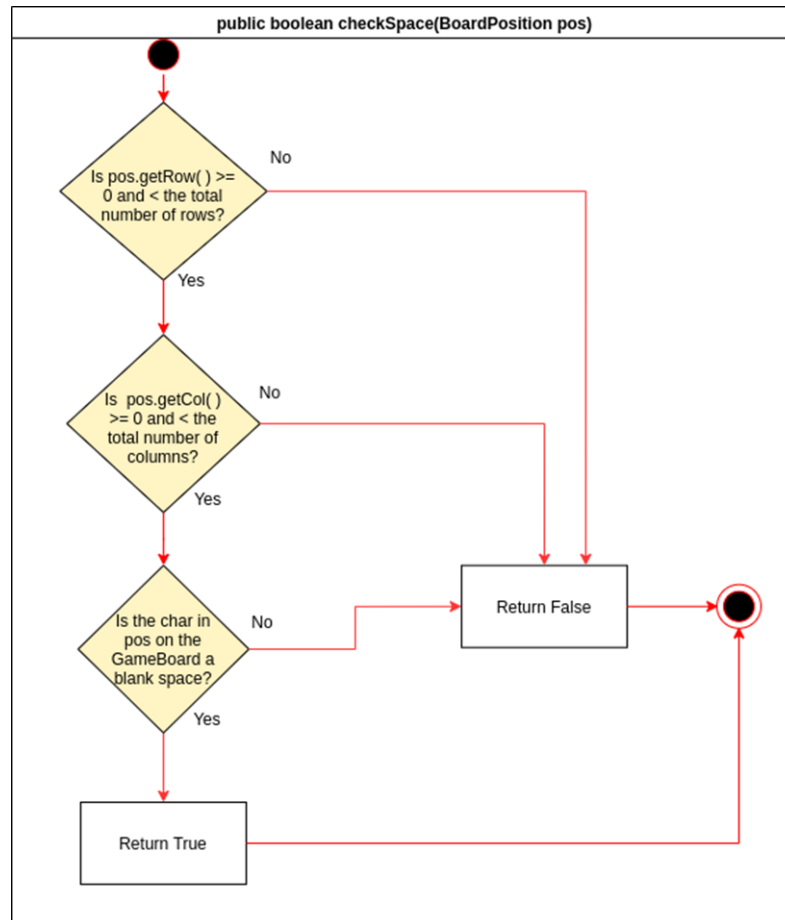 public boolean checkSpace(BoardPosition pos)
No
Is pos.getRow( ) >=
0 and < the total
number of rows?
Yes
No
Is  pos.getCol( )
>= 0 and < the
total number of
columns?
Yes
No
Is the char in
pos on the
GameBoard a
blank space?
Return False
Yes
Return True